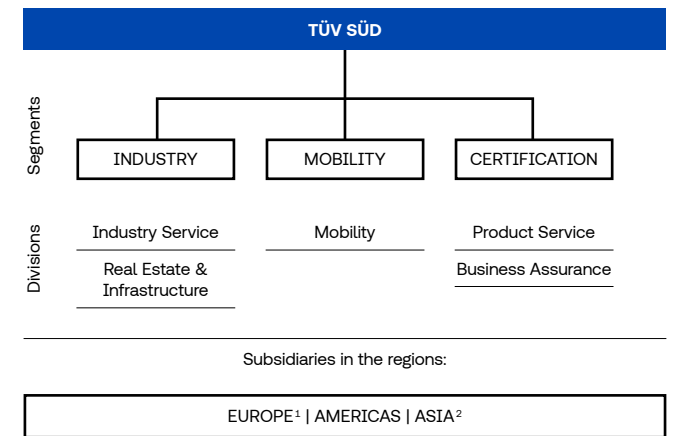 TÜV SÜD
Segments
INDUSTRY
MOBILITY
CERTIFICATION
Divisions
Industry Service
Mobility
Product Service
Real Estate &
Infrastructure
Business Assurance
Subsidiaries in the regions:
EUROPE¹ | AMERICAS | ASIA²